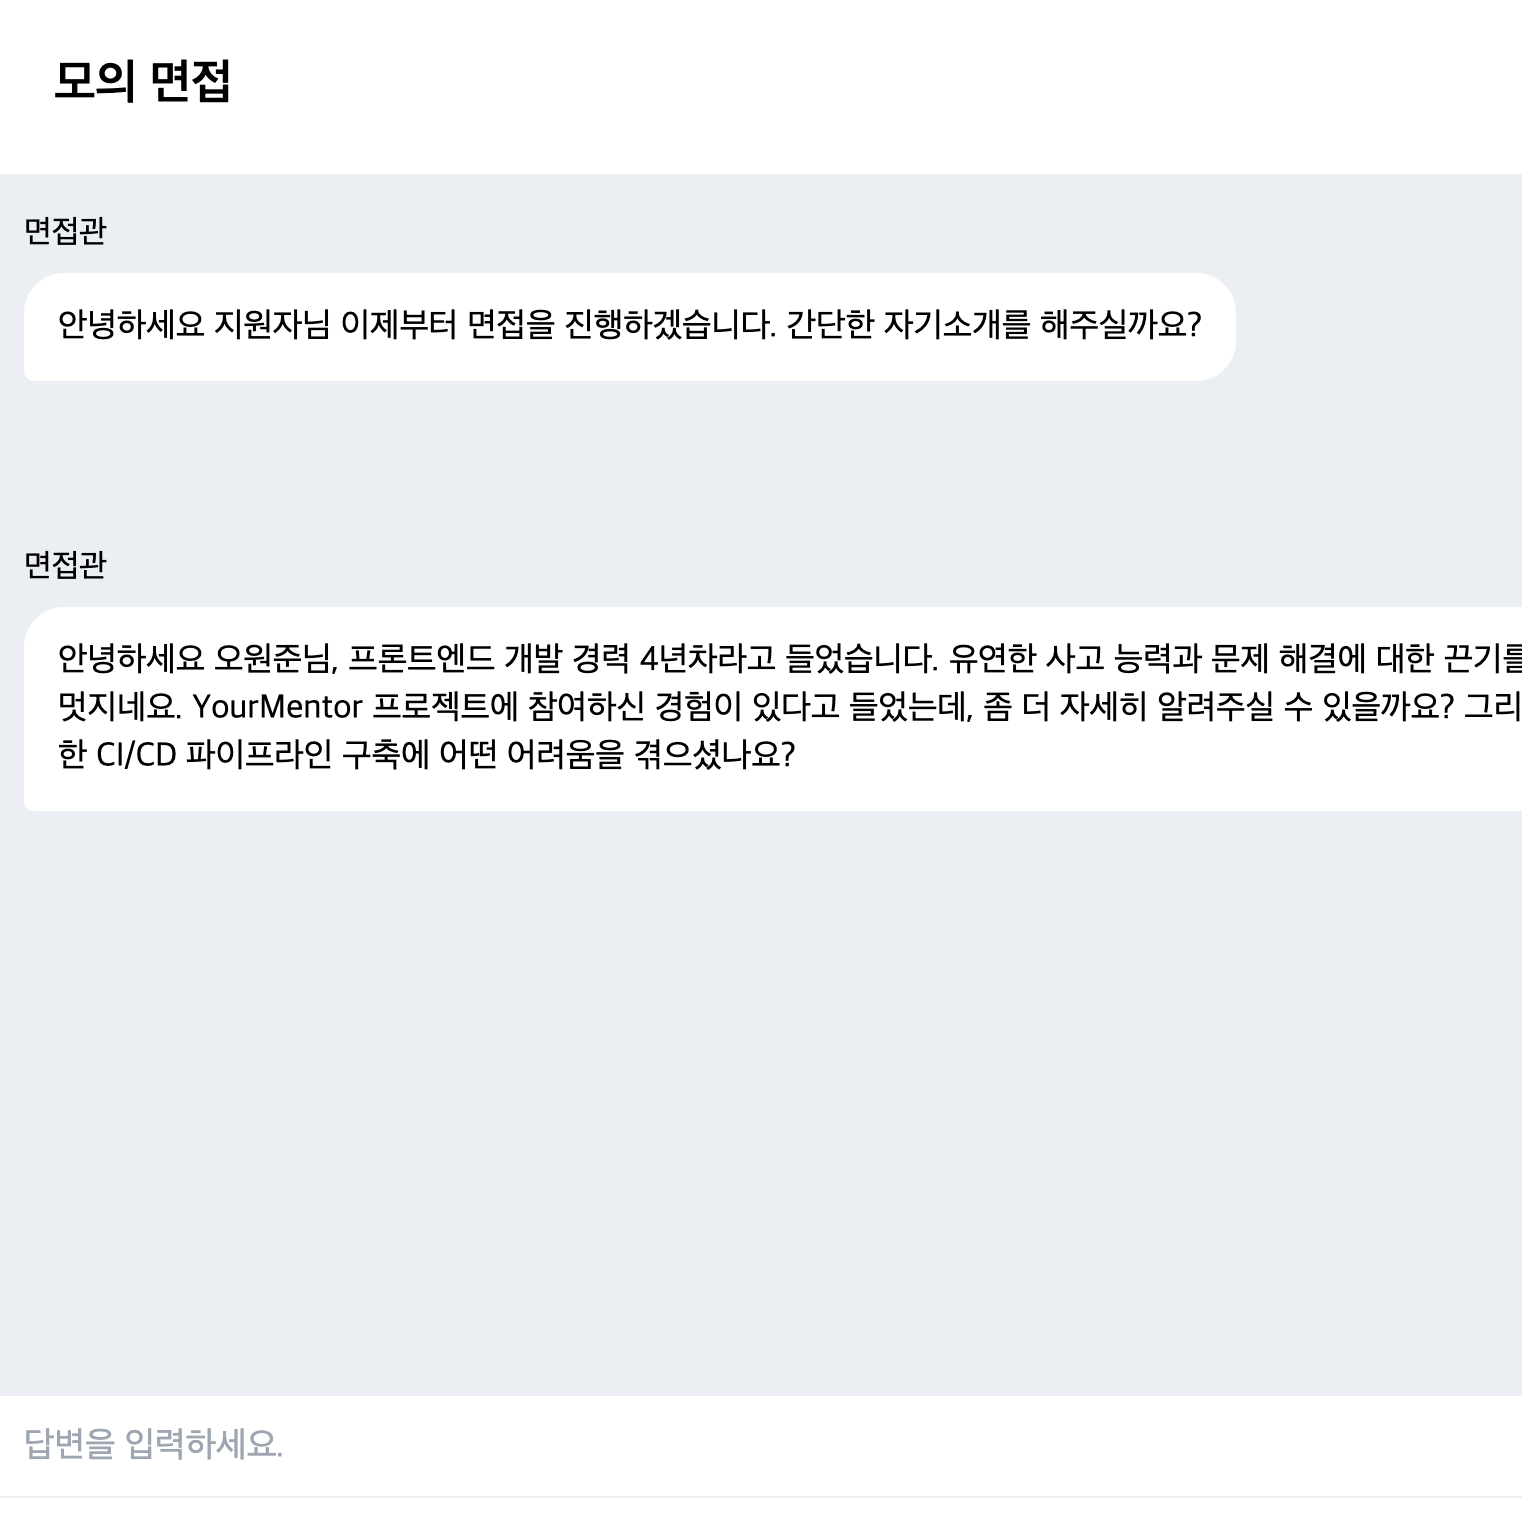 모의 면접
면접관
안녕하세요 지원자님 이제부터 면접을 진행하겠습니다. 간단한 자기소개를 해주실까요?
면접관
안녕하세요 오원준님, 프론트엔드 개발 경력 4년차라고 들었습니다. 유연한 사고 능력과 문제 해결에 대한 끈기를
멋지네요. YourMentor 프로젝트에 참여하신 경험이 있다고 들었는데, 좀 더 자세히 알려주실 수 있을까요? 그리
한 CI/CD 파이프라인 구축에 어떤 어려움을 겪으셨나요?
답변을 입력하세요.